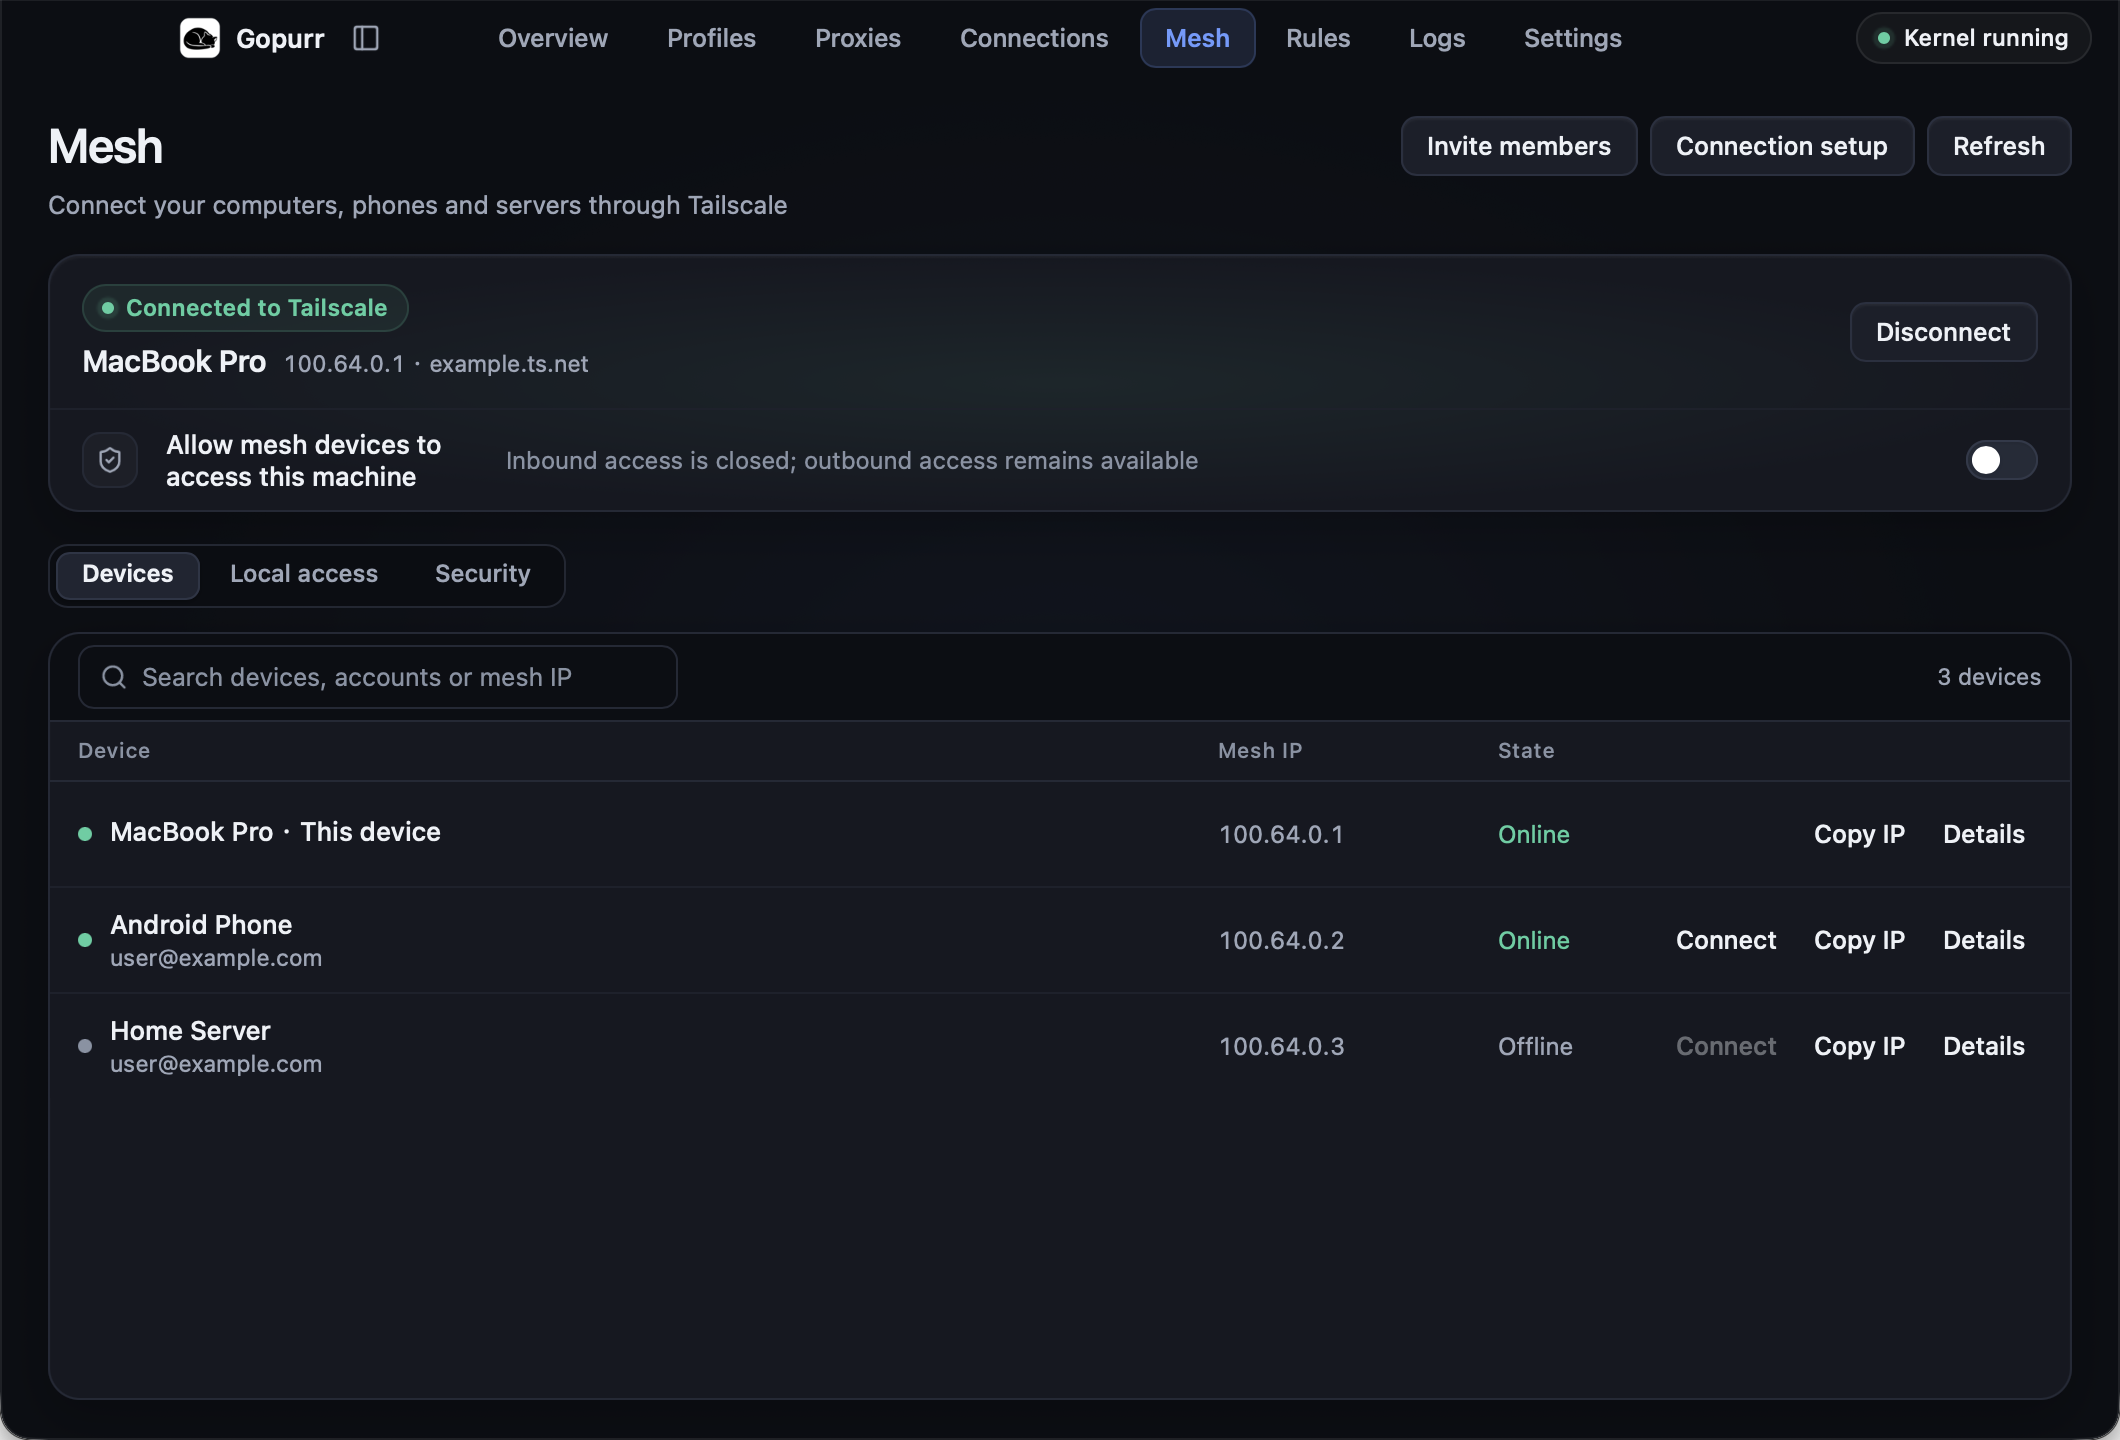 Gopurr
Overview Profiles Proxies Connections Mesh Rules Logs Settings
Kernel running
Mesh
Invite members Connection setup Refresh
Connect your computers, phones and servers through Tailscale
Connected to Tailscale
MacBook Pro 100.64.0.1 · example.ts.net
Disconnect
Allow mesh devices to
access this machine
Inbound access is closed; outbound access remains available
Devices Local access Security
Search devices, accounts or mesh IP
3 devices
Device Mesh IP State
MacBook Pro · This device 100.64.0.1 Online Copy IP Details
Android Phone
user@example.com
100.64.0.2 Online Connect Copy IP Details
Home Server
user@example.com
100.64.0.3 Offline Connect Copy IP Details